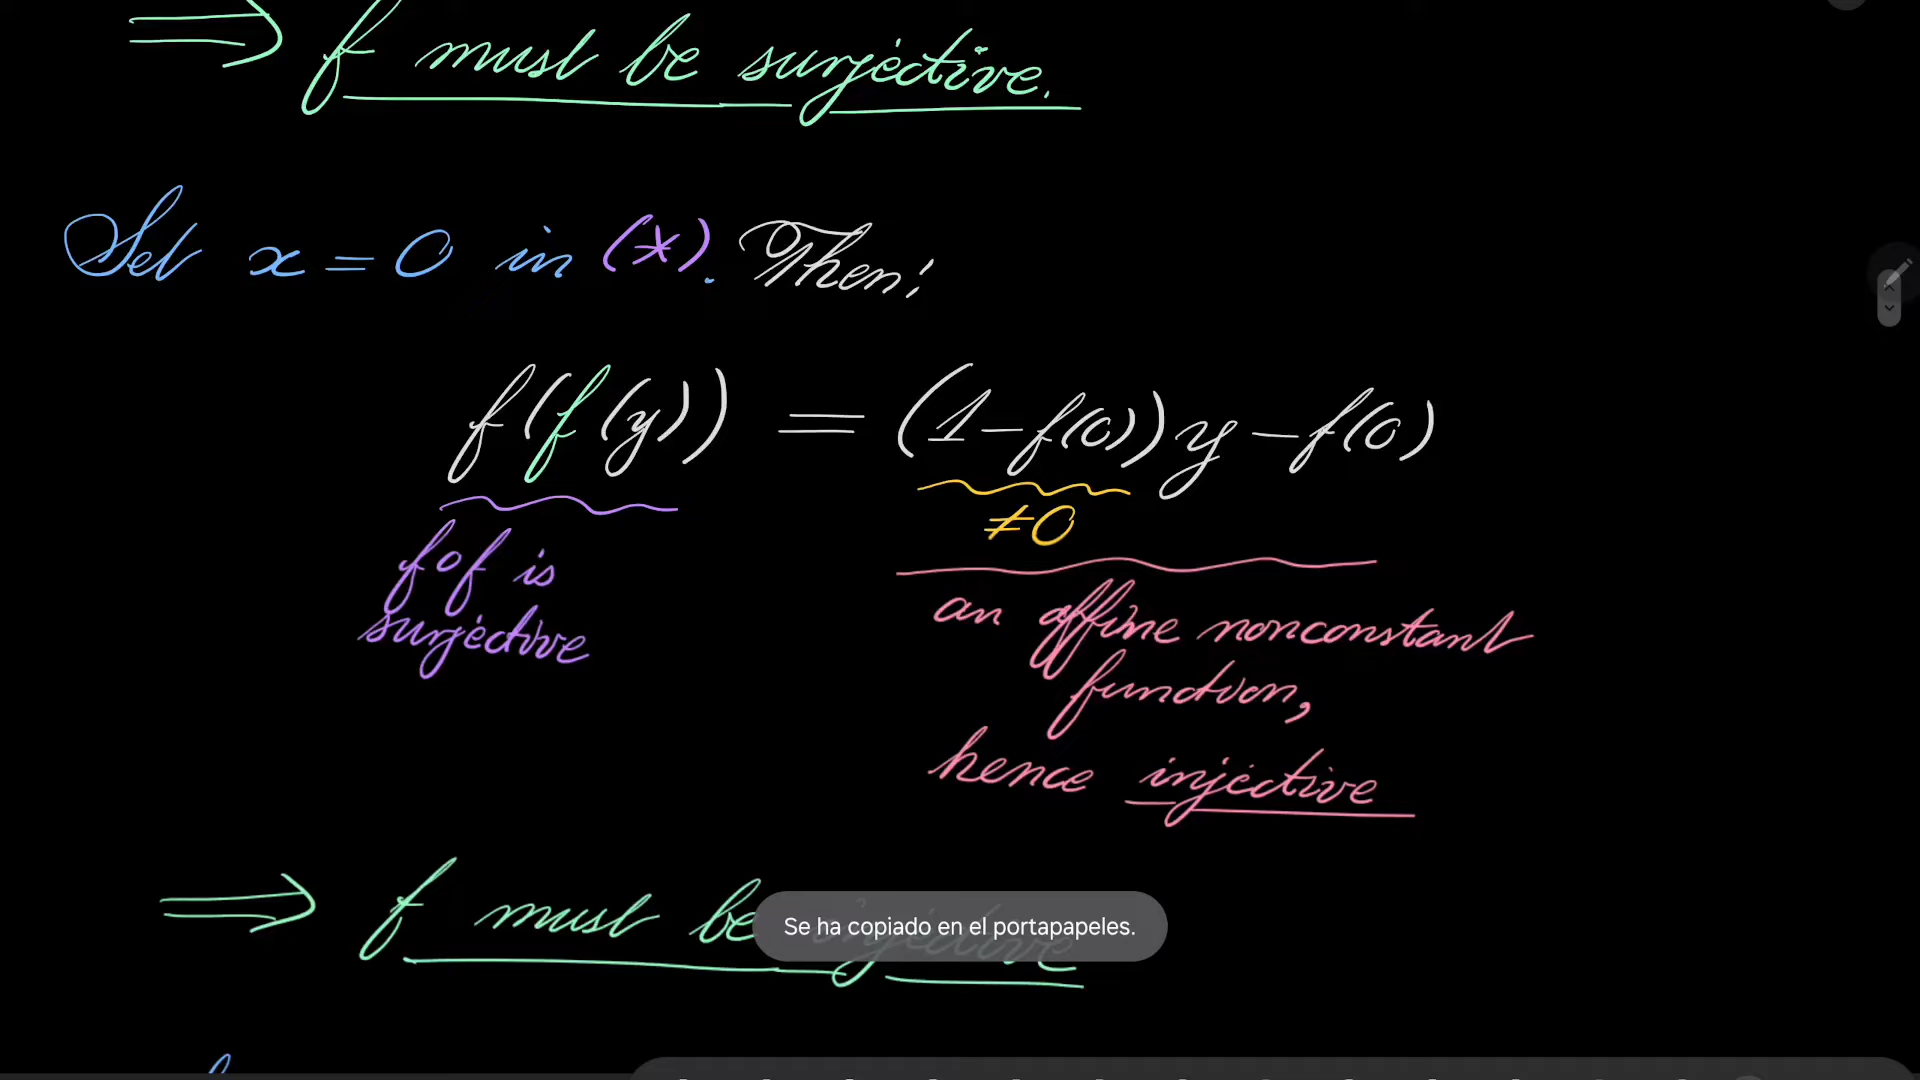 ⟹ f must be surjective.
Set x = 0 in (*). Then:
f(f(y)) = (1-f(0))y - f(0)
≠0
f∘f is
surjective
an affine nonconstant
function,
hence injective
⟹ f must be injective
Se ha copiado en el portapapeles.